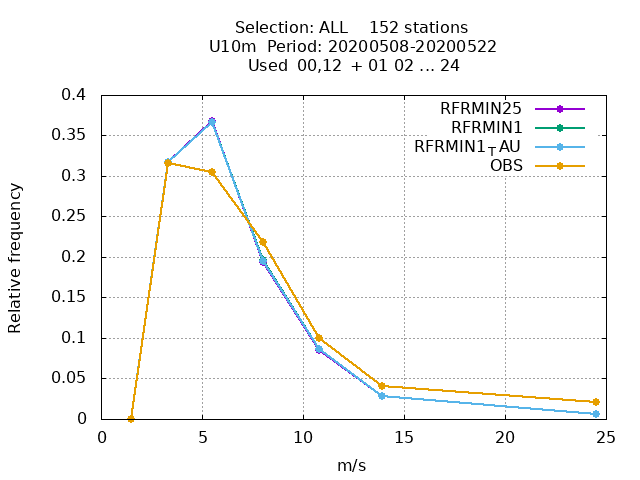 Selection: ALL    152 stations
U10m  Period: 20200508-20200522
Used  00,12  + 01 02 ... 24
0.4
0.35
0.3
0.25
0.2
0.15
0.1
0.05
0
Relative frequency
RFRMIN25
RFRMIN1
RFRMIN1TAU
OBS
0 5 10 15 20 25
m/s